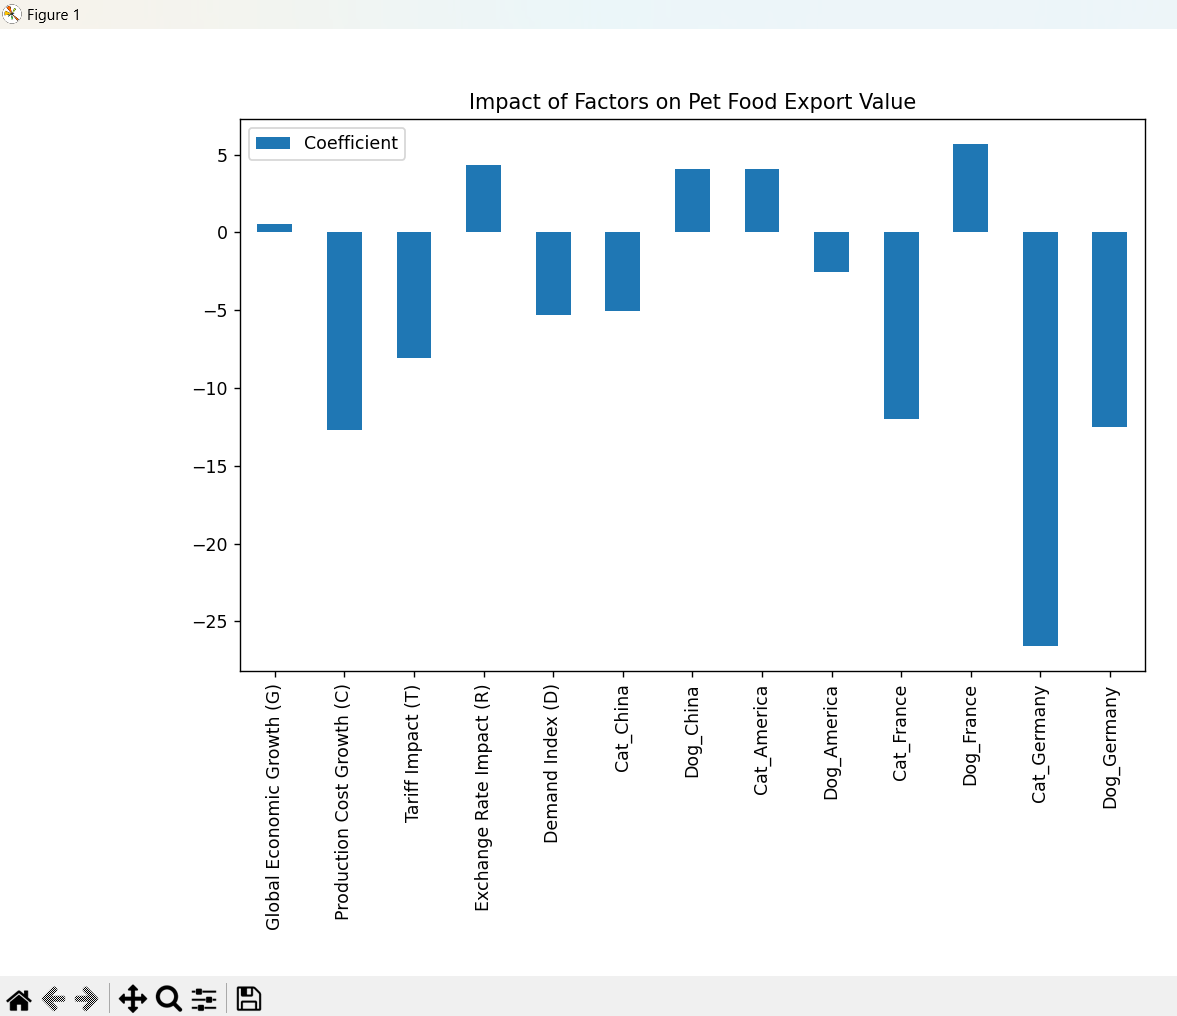 Figure 1
Impact of Factors on Pet Food Export Value
Coefficient
5
0
−5
−10
−15
−20
−25
Global Economic Growth (G)
Production Cost Growth (C)
Tariff Impact (T)
Exchange Rate Impact (R)
Demand Index (D)
Cat_China
Dog_China
Cat_America
Dog_America
Cat_France
Dog_France
Cat_Germany
Dog_Germany